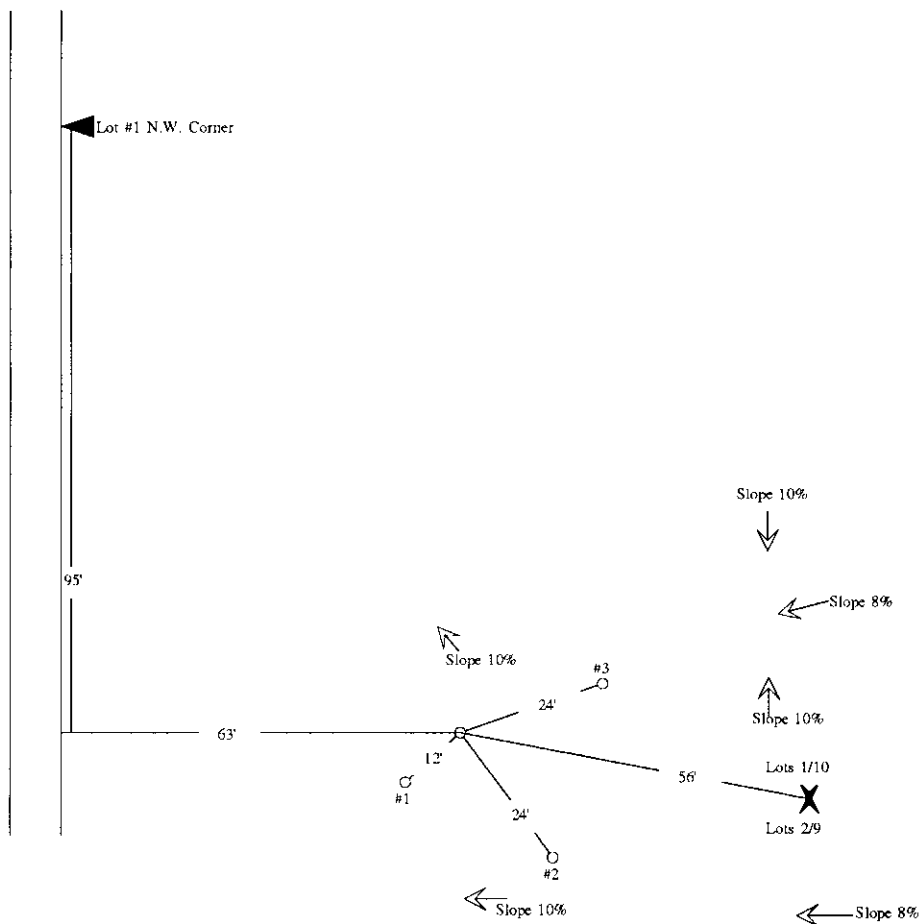 Lot #1 N.W. Corner
Slope 10%
95'
Slope 8%
Slope 10%
#3
24'
Slope 10%
63'
12'
Lots 1/10
56'
#1
24'
Lots 2/9
#2
Slope 10%
Slope 8%